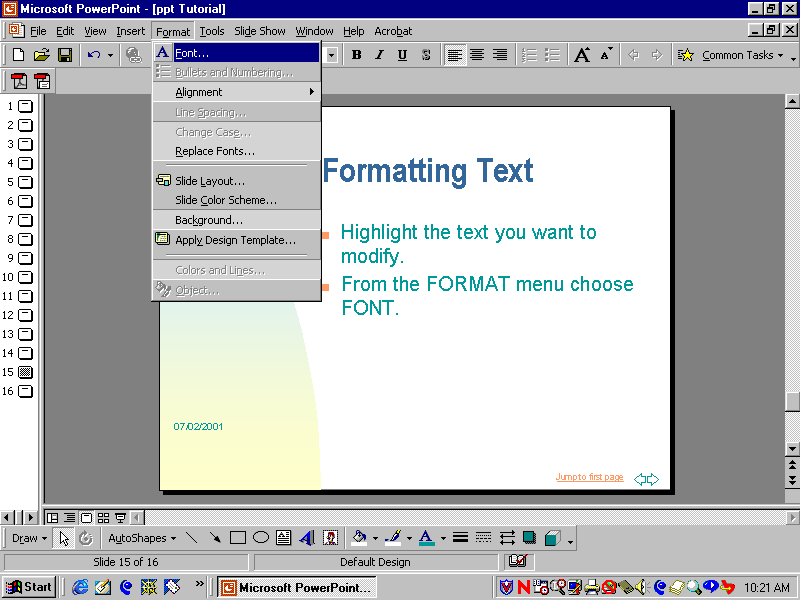 Microsoft PowerPoint - [ppt Tutorial]
File Edit View Insert Format Tools Slide Show Window Help Acrobat
B I U S A A Common Tasks
Font...
Bullets and Numbering...
Alignment
Line Spacing...
Change Case...
Replace Fonts...
Slide Layout...
Slide Color Scheme...
Background...
Apply Design Template...
Colors and Lines...
Object...
1
2
3
4
5
6
7
8
9
10
11
12
13
14
15
16
Formatting Text
Highlight the text you want to
modify.
From the FORMAT menu choose
FONT.
07/02/2001
Jump to first page
Draw AutoShapes
Slide 15 of 16 Default Design
Start Microsoft PowerPoint... 10:21 AM